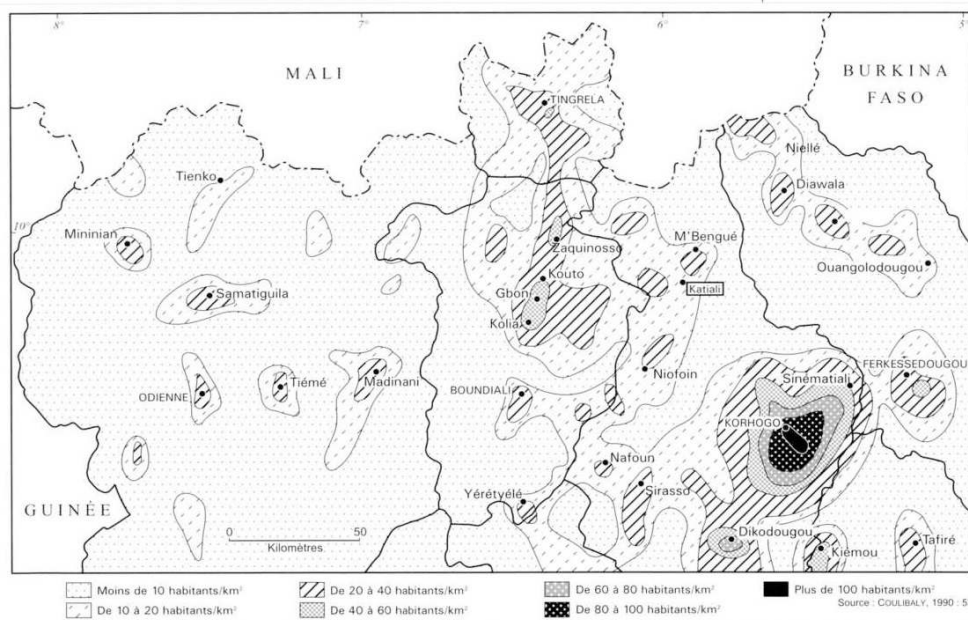 8°
7°
6°
5°
MALI
BURKINA
FASO
TINGRELA
Niellé
Tienko
Diawala
10°
Mininian
Zaquinosso
M'Bengué
Ouangolodougou
Kouto
Katiali
Samatiguila
Gbon
Kolia
FERKESSEDOUGOU
Madinani
Niofoin
Sinématiali
Tiémé
ODIENNE
BOUNDIALI
KORHOGO
Nafoun
Sirasso
GUINÉE
Yérétyélé
0 50
Kilomètres
Dikodougou
Kiémou
Tafiré
Moins de 10 habitants/km²
De 20 à 40 habitants/km²
De 60 à 80 habitants/km²
Plus de 100 habitants/km²
De 10 à 20 habitants/km²
De 40 à 60 habitants/km²
De 80 à 100 habitants/km²
Source : COULIBALY, 1990 : 5